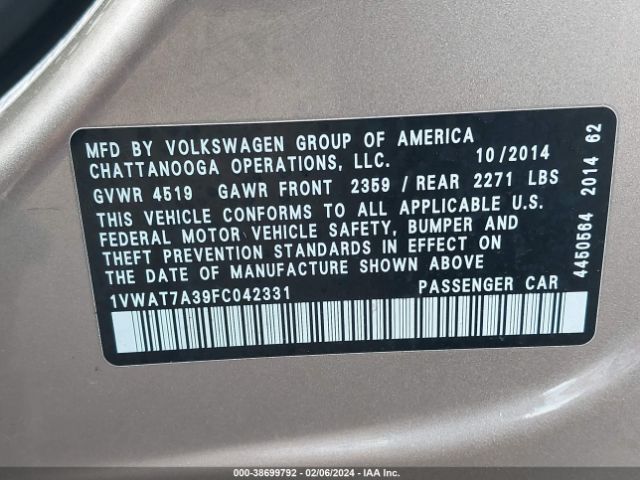 MFD BY VOLKSWAGEN GROUP OF AMERICA
CHATTANOOGA OPERATIONS, LLC. 10/2014
GVWR 4519 GAWR FRONT 2359 / REAR 2271 LBS
THIS VEHICLE CONFORMS TO ALL APPLICABLE U.S.
FEDERAL MOTOR VEHICLE SAFETY, BUMPER AND
THEFT PREVENTION STANDARDS IN EFFECT ON
THE DATE OF MANUFACTURE SHOWN ABOVE
1VWAT7A39FC042331 PASSENGER CAR
4450564 2014 62
000-38699792 - 02/06/2024 - IAA Inc.